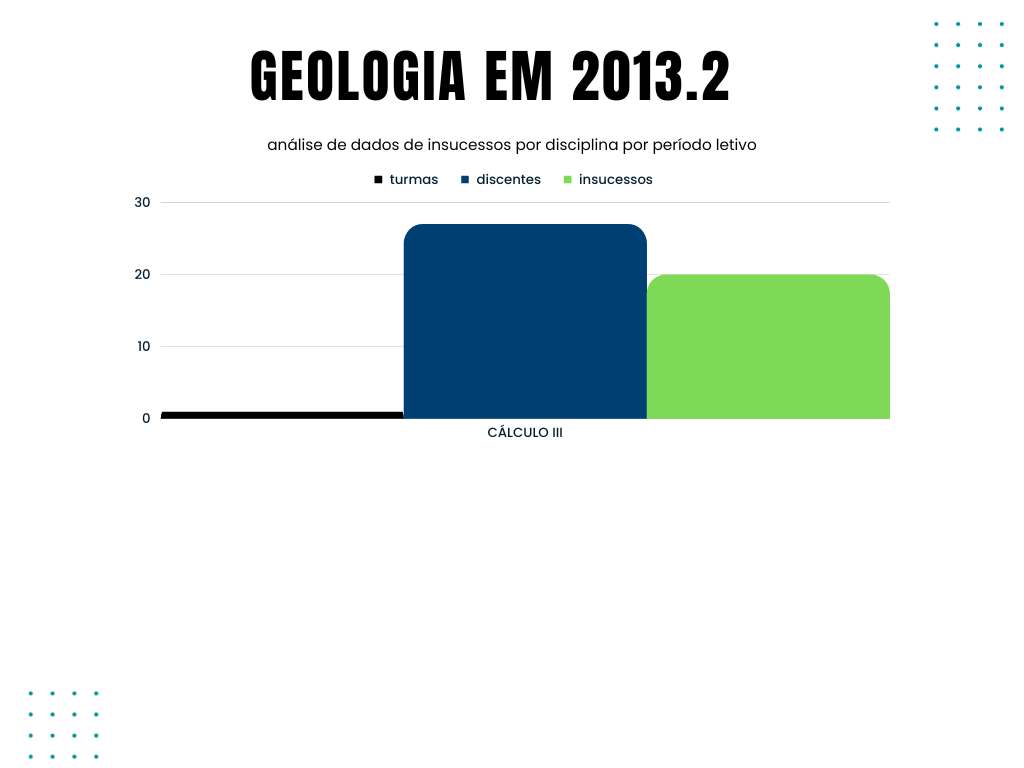 GEOLOGIA EM 2013.2
análise de dados de insucessos por disciplina por período letivo
turmas discentes insucessos
30
20
10
0
CÁLCULO III